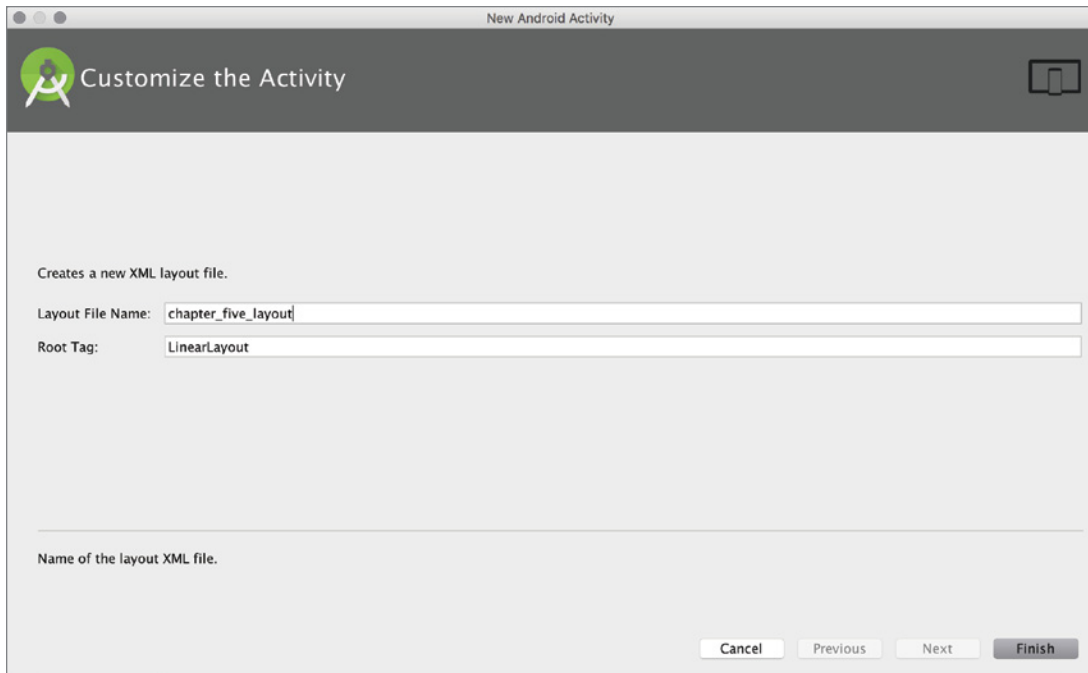 New Android Activity
Customize the Activity
Creates a new XML layout file.
Layout File Name: chapter_five_layout
Root Tag: LinearLayout
Name of the layout XML file.
Cancel Previous Next Finish